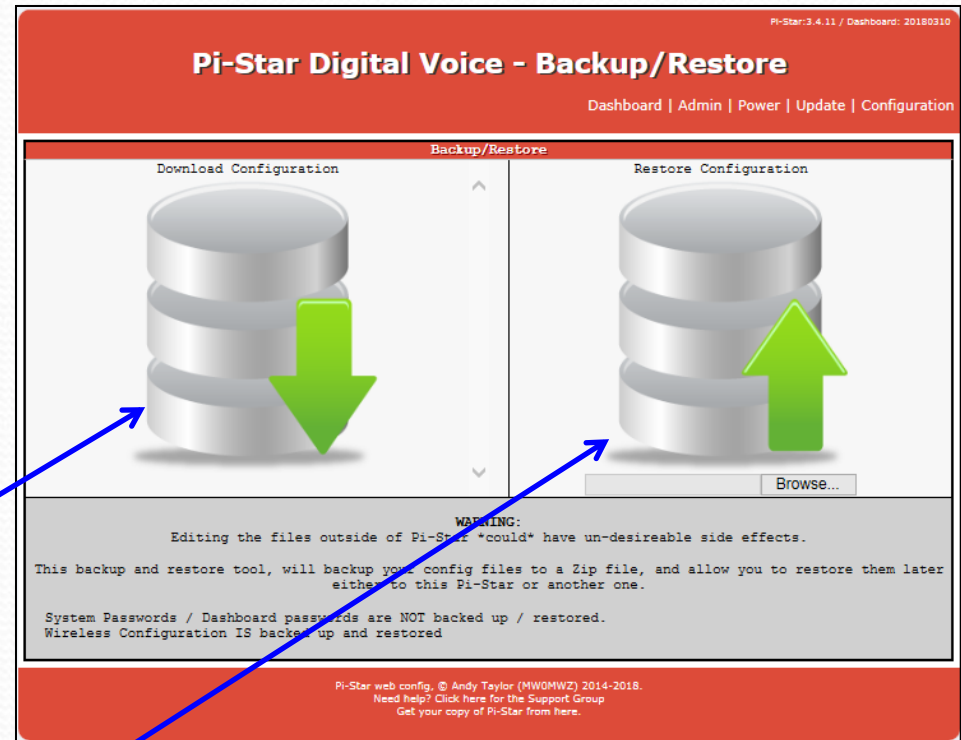 Pi-Star:3.4.11 / Dashboard: 20180310
Pi-Star Digital Voice - Backup/Restore
Dashboard | Admin | Power | Update | Configuration
Backup/Restore
Download Configuration
Restore Configuration
Browse...
WARNING:
Editing the files outside of Pi-Star *could* have un-desireable side effects.
This backup and restore tool, will backup your config files to a Zip file, and allow you to restore them later
either to this Pi-Star or another one.
System Passwords / Dashboard passwords are NOT backed up / restored.
Wireless Configuration IS backed up and restored
Pi-Star web config, © Andy Taylor (MW0MWZ) 2014-2018.
Need help? Click here for the Support Group
Get your copy of Pi-Star from here.